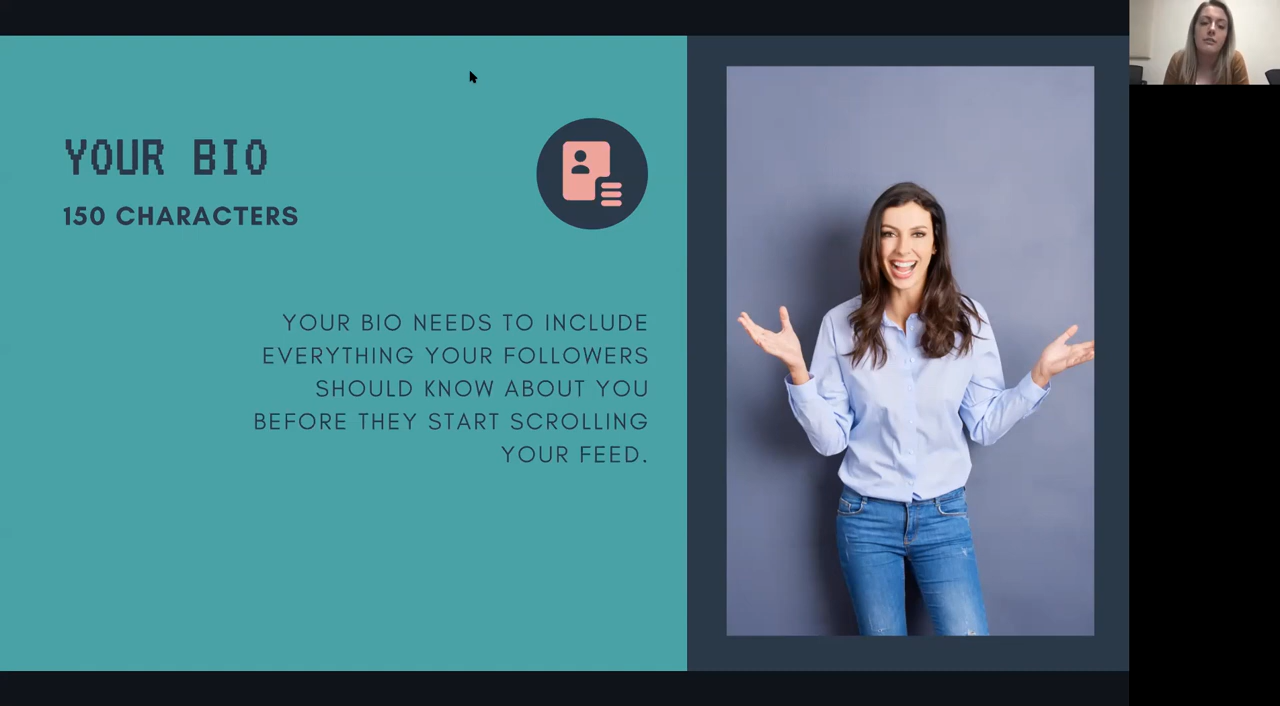 YOUR BIO
150 CHARACTERS
YOUR BIO NEEDS TO INCLUDE
EVERYTHING YOUR FOLLOWERS
SHOULD KNOW ABOUT YOU
BEFORE THEY START SCROLLING
YOUR FEED.